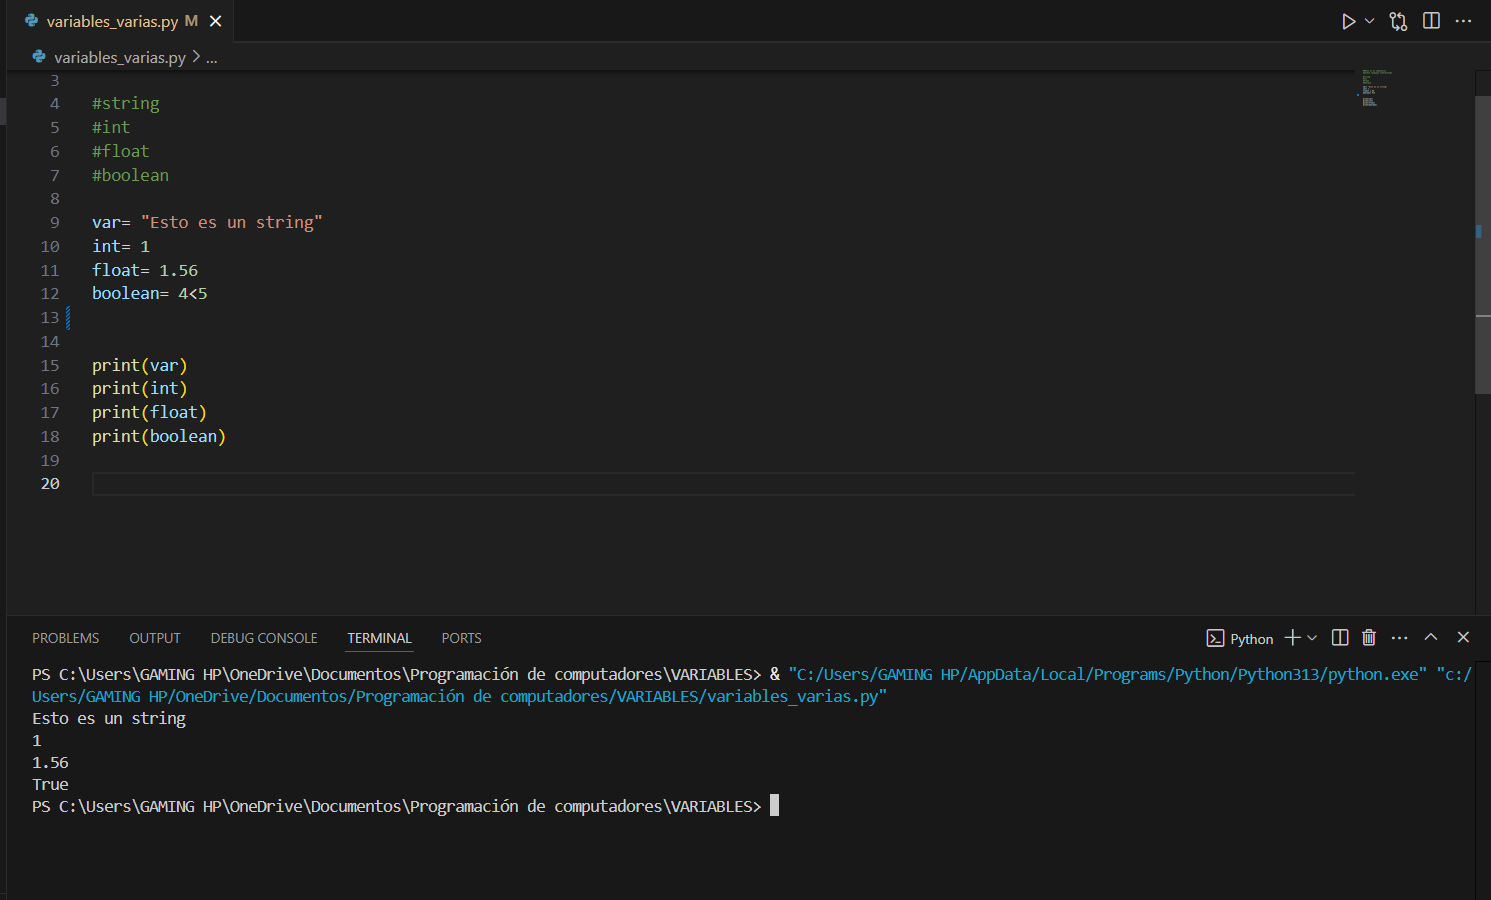 variables_varias.py M
variables_varias.py > ...
3
4 #string
5 #int
6 #float
7 #boolean
8
9 var= "Esto es un string"
10 int= 1
11 float= 1.56
12 boolean= 4<5
13
14
15 print(var)
16 print(int)
17 print(float)
18 print(boolean)
19
20
PROBLEMS OUTPUT DEBUG CONSOLE TERMINAL PORTS Python
PS C:\Users\GAMING HP\OneDrive\Documentos\Programación de computadores\VARIABLES> & "C:/Users/GAMING HP/AppData/Local/Programs/Python/Python313/python.exe" "c:/
Users/GAMING HP/OneDrive/Documentos/Programación de computadores/VARIABLES/variables_varias.py"
Esto es un string
1
1.56
True
PS C:\Users\GAMING HP\OneDrive\Documentos\Programación de computadores\VARIABLES>